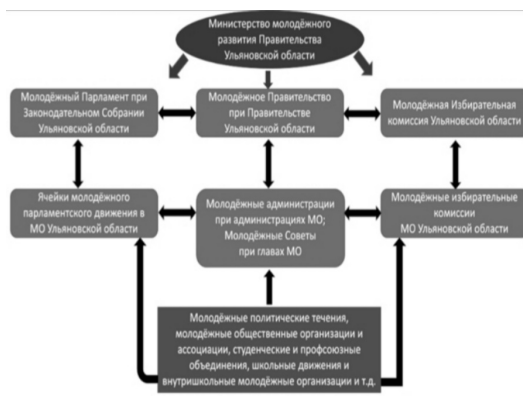 Министерство молодёжного
развития Правительства
Ульяновской области
Молодёжный Парламент при
Законодательном Собрании
Ульяновской области
Молодёжное Правительство
при Правительстве
Ульяновской области
Молодёжная Избирательная
комиссия Ульяновской области
Ячейки молодёжного
парламентского движения в
МО Ульяновской области
Молодёжные администрации
при администрациях МО;
Молодёжные Советы
при главах МО
Молодёжные избирательные
комиссии
МО Ульяновской области
Молодёжные политические течения,
молодёжные общественные организации и
ассоциации, студенческие и профсоюзные
объединения, школьные движения и
внутришкольные молодёжные организации и т.д.